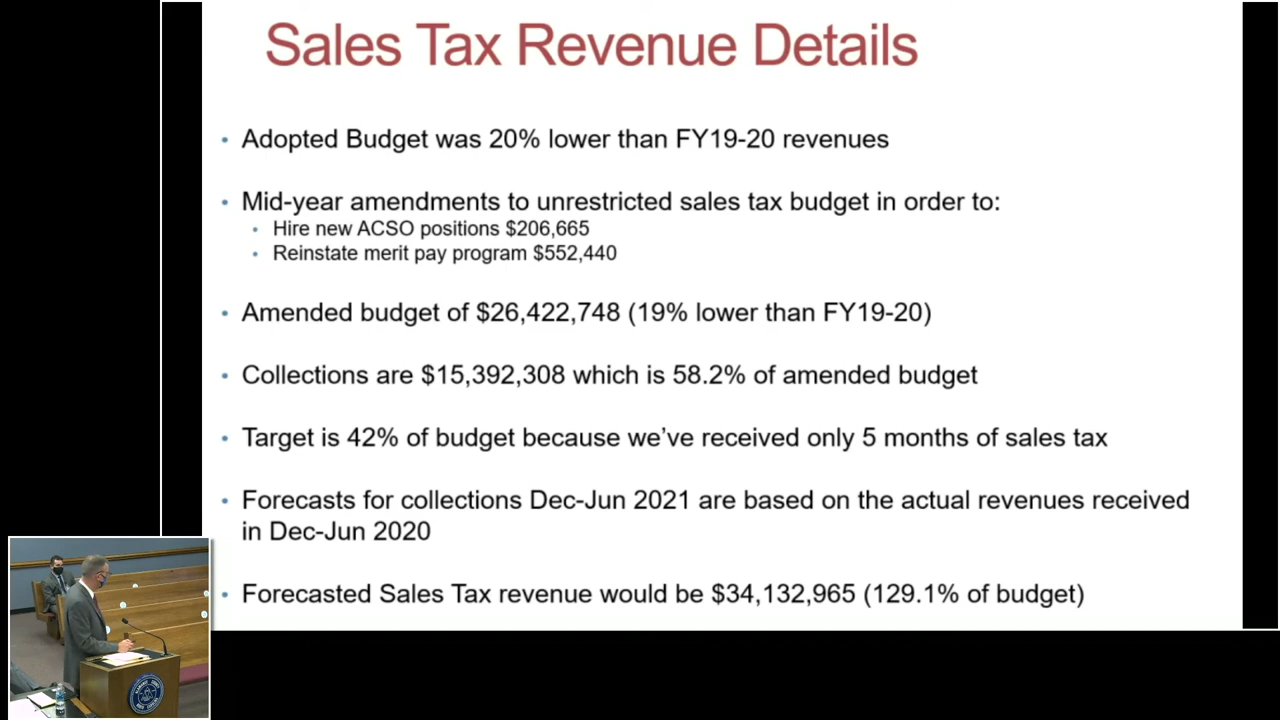 Sales Tax Revenue Details
• Adopted Budget was 20% lower than FY19-20 revenues
• Mid-year amendments to unrestricted sales tax budget in order to:
• Hire new ACSO positions $206,665
• Reinstate merit pay program $552,440
• Amended budget of $26,422,748 (19% lower than FY19-20)
• Collections are $15,392,308 which is 58.2% of amended budget
• Target is 42% of budget because we’ve received only 5 months of sales tax
• Forecasts for collections Dec-Jun 2021 are based on the actual revenues received
in Dec-Jun 2020
• Forecasted Sales Tax revenue would be $34,132,965 (129.1% of budget)